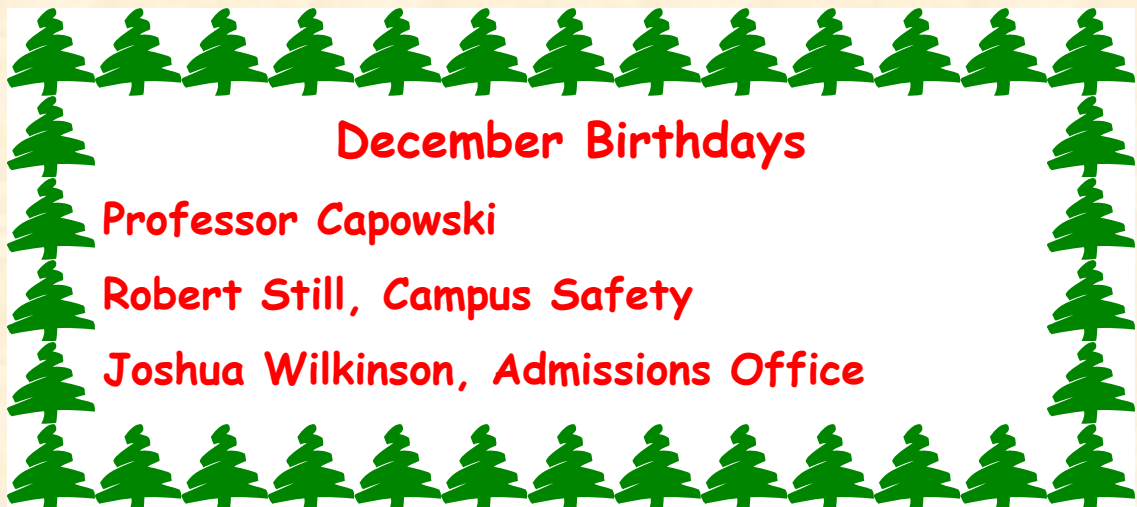 December Birthdays
Professor Capowski
Robert Still, Campus Safety
Joshua Wilkinson, Admissions Office